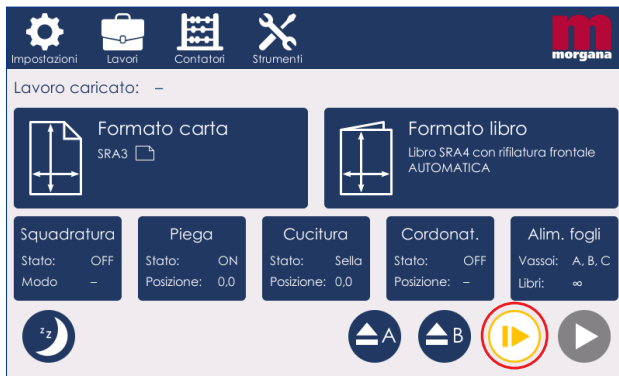 Impostazioni Lavori Contatori Strumenti morgana
Lavoro caricato: –
Formato carta
SRA3
Formato libro
Libro SRA4 con rifilatura frontale
AUTOMATICA
Squadratura
Stato: OFF
Modo –
Piega
Stato: ON
Posizione: 0,0
Cucitura
Stato: Sella
Posizione: 0,0
Cordonat.
Stato: OFF
Posizione: –
Alim. fogli
Vassoi: A, B, C
Libri: ∞
zZ A B